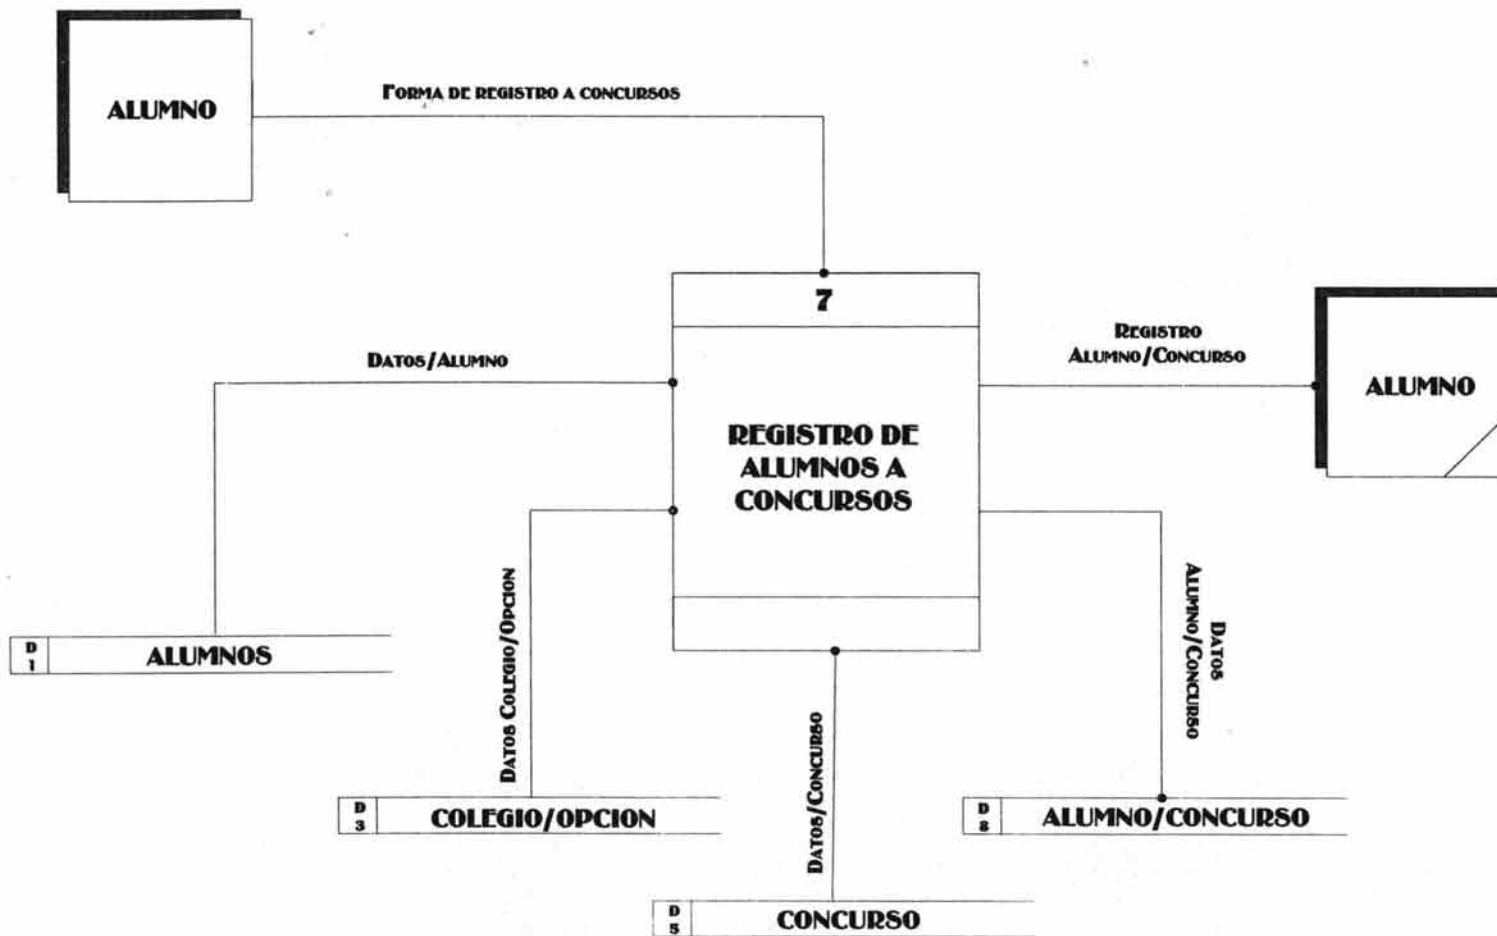 ALUMNO
FORMA DE REGISTRO A CONCURSOS
7
REGISTRO
ALUMNO/CONCURSO
DATOS/ALUMNO
ALUMNO
REGISTRO DE
ALUMNOS A
CONCURSOS
DATOS COLEGIO/OPCION
DATOS
ALUMNO/CONCURSO
D
1
ALUMNOS
DATOS/CONCURSO
D
3
COLEGIO/OPCION
D
8
ALUMNO/CONCURSO
D
5
CONCURSO